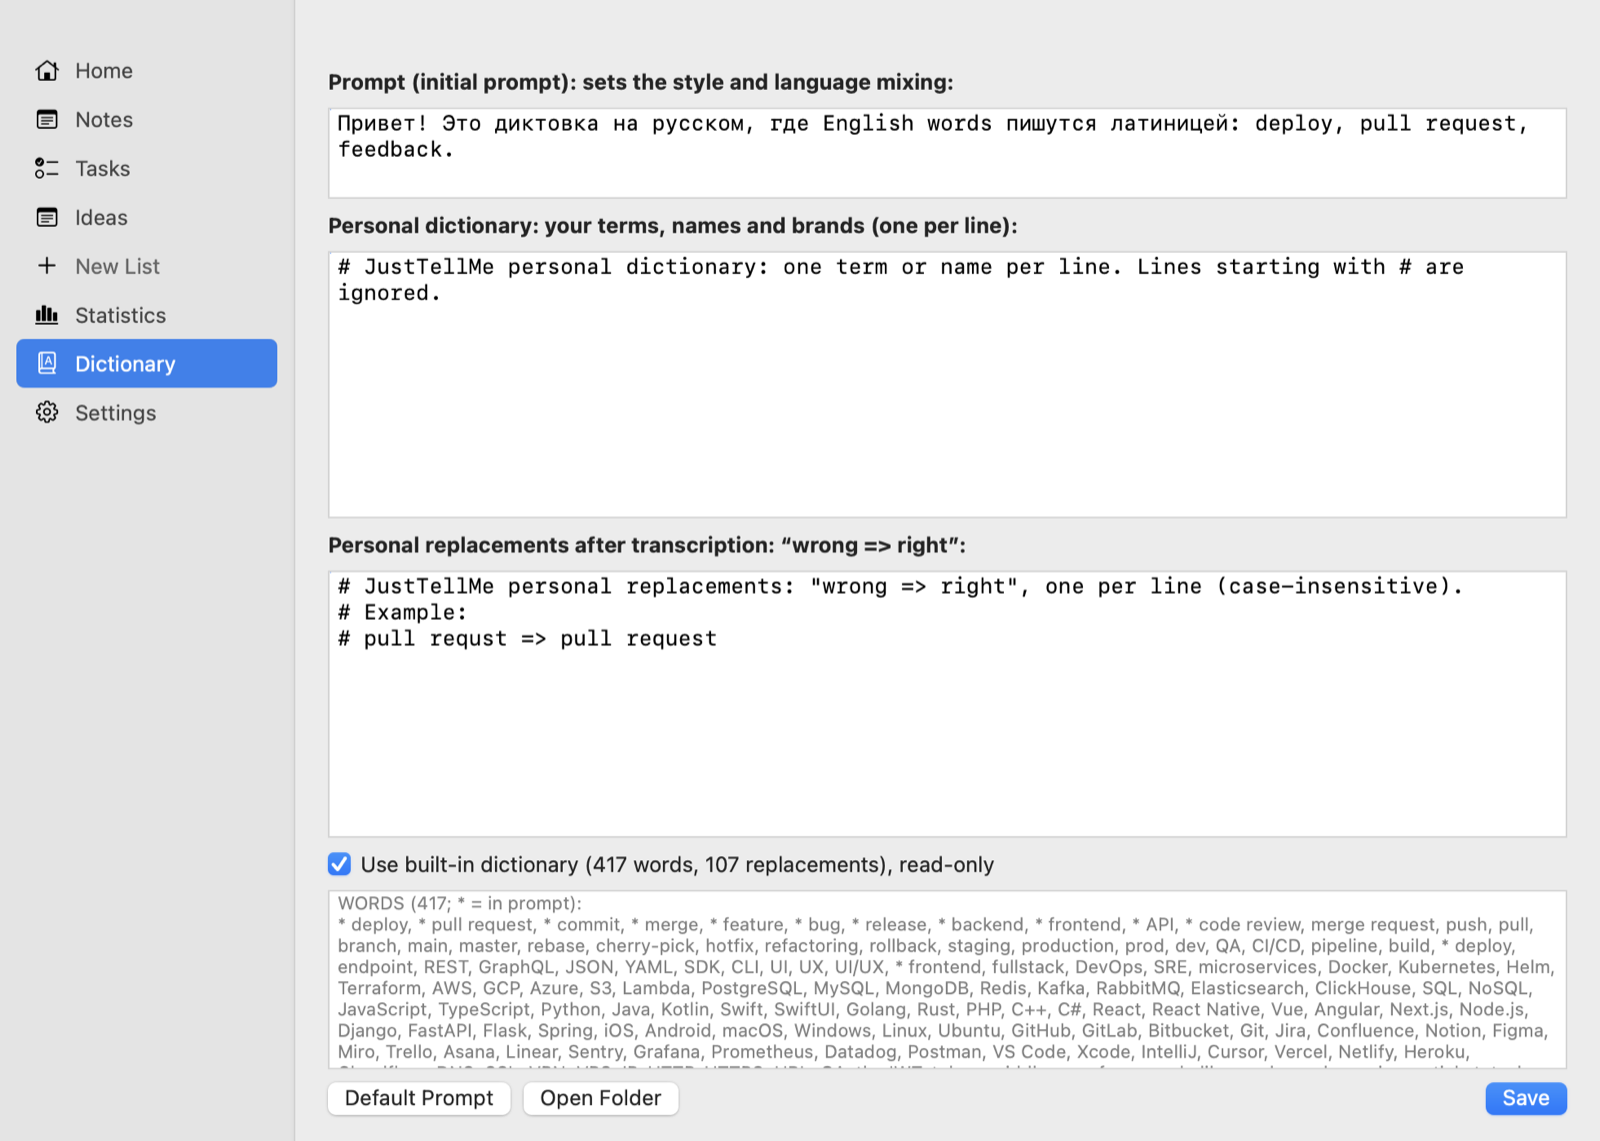 Home
Notes
Tasks
Ideas
New List
Statistics
Dictionary
Settings
Prompt (initial prompt): sets the style and language mixing:
Привет! Это диктовка на русском, где English words пишутся латиницей: deploy, pull request,
feedback.
Personal dictionary: your terms, names and brands (one per line):
# JustTellMe personal dictionary: one term or name per line. Lines starting with # are
ignored.
Personal replacements after transcription: “wrong => right”:
# JustTellMe personal replacements: "wrong => right", one per line (case-insensitive).
# Example:
# pull requst => pull request
Use built-in dictionary (417 words, 107 replacements), read-only
WORDS (417; * = in prompt):
* deploy, * pull request, * commit, * merge, * feature, * bug, * release, * backend, * frontend, * API, * code review, merge request, push, pull,
branch, main, master, rebase, cherry-pick, hotfix, refactoring, rollback, staging, production, prod, dev, QA, CI/CD, pipeline, build, * deploy,
endpoint, REST, GraphQL, JSON, YAML, SDK, CLI, UI, UX, UI/UX, * frontend, fullstack, DevOps, SRE, microservices, Docker, Kubernetes, Helm,
Terraform, AWS, GCP, Azure, S3, Lambda, PostgreSQL, MySQL, MongoDB, Redis, Kafka, RabbitMQ, Elasticsearch, ClickHouse, SQL, NoSQL,
JavaScript, TypeScript, Python, Java, Kotlin, Swift, SwiftUI, Golang, Rust, PHP, C++, C#, React, React Native, Vue, Angular, Next.js, Node.js,
Django, FastAPI, Flask, Spring, iOS, Android, macOS, Windows, Linux, Ubuntu, GitHub, GitLab, Bitbucket, Git, Jira, Confluence, Notion, Figma,
Miro, Trello, Asana, Linear, Sentry, Grafana, Prometheus, Datadog, Postman, VS Code, Xcode, IntelliJ, Cursor, Vercel, Netlify, Heroku,
Default Prompt
Open Folder
Save